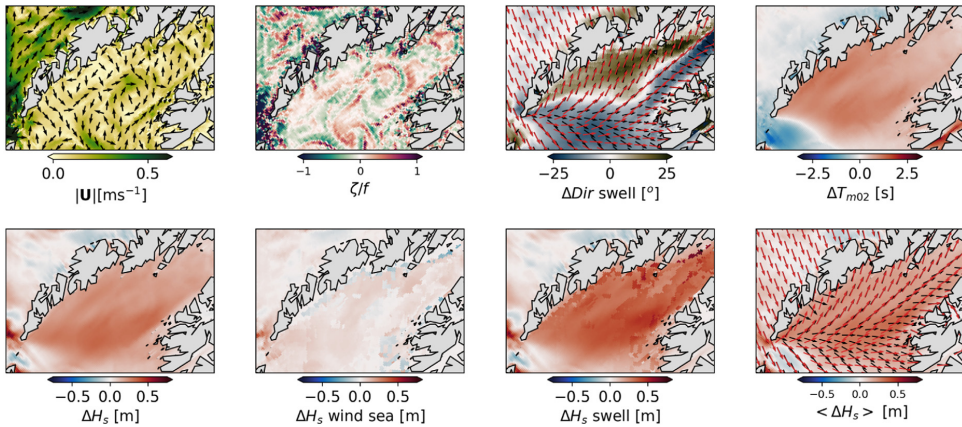 0.0 0.5
|U|[ms⁻¹]
−1 0 1
ζ/f
−25 0 25
ΔDir swell [°]
−2.5 0.0 2.5
ΔT_{m02} [s]
−0.5 0.0 0.5
ΔH_s [m]
−0.5 0.0 0.5
ΔH_s wind sea [m]
−0.5 0.0 0.5
ΔH_s swell [m]
−0.5 0.0 0.5
< ΔH_s > [m]